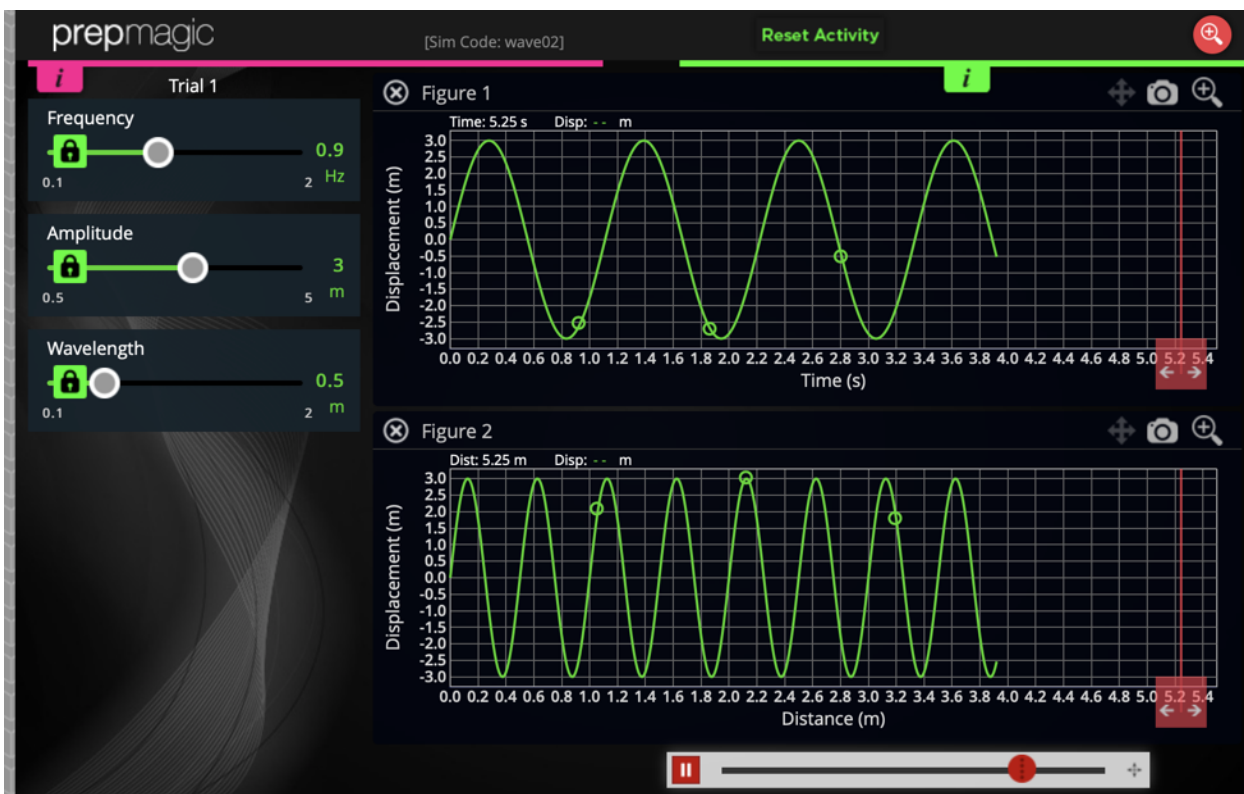 prepmagic
[Sim Code: wave02]
Reset Activity
i
Trial 1
Frequency
0.9
0.1
2 Hz
Amplitude
3
0.5
5 m
Wavelength
0.5
0.1
2 m
i
Figure 1
Time: 5.25 s Disp: -- m
3.0
2.5
2.0
1.5
1.0
0.5
0.0
-0.5
-1.0
-1.5
-2.0
-2.5
-3.0
Displacement (m)
0.0 0.2 0.4 0.6 0.8 1.0 1.2 1.4 1.6 1.8 2.0 2.2 2.4 2.6 2.8 3.0 3.2 3.4 3.6 3.8 4.0 4.2 4.4 4.6 4.8 5.0 5.2 5.4
Time (s)
Figure 2
Dist: 5.25 m Disp: -- m
3.0
2.5
2.0
1.5
1.0
0.5
0.0
-0.5
-1.0
-1.5
-2.0
-2.5
-3.0
Displacement (m)
0.0 0.2 0.4 0.6 0.8 1.0 1.2 1.4 1.6 1.8 2.0 2.2 2.4 2.6 2.8 3.0 3.2 3.4 3.6 3.8 4.0 4.2 4.4 4.6 4.8 5.0 5.2 5.4
Distance (m)